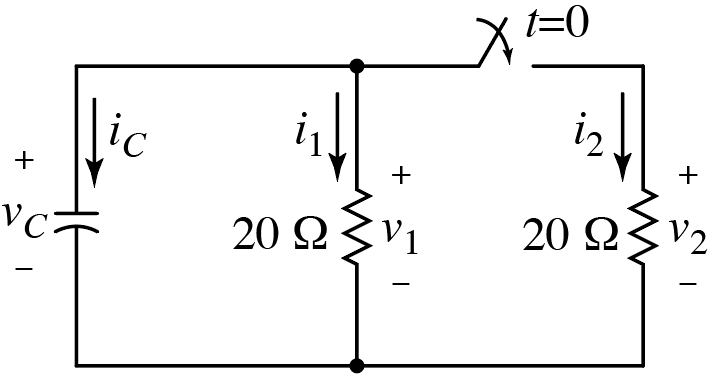 t=0
i_C
i_1
i_2
+
+
+
v_C
20 Ω
v_1
20 Ω
v_2
−
−
−